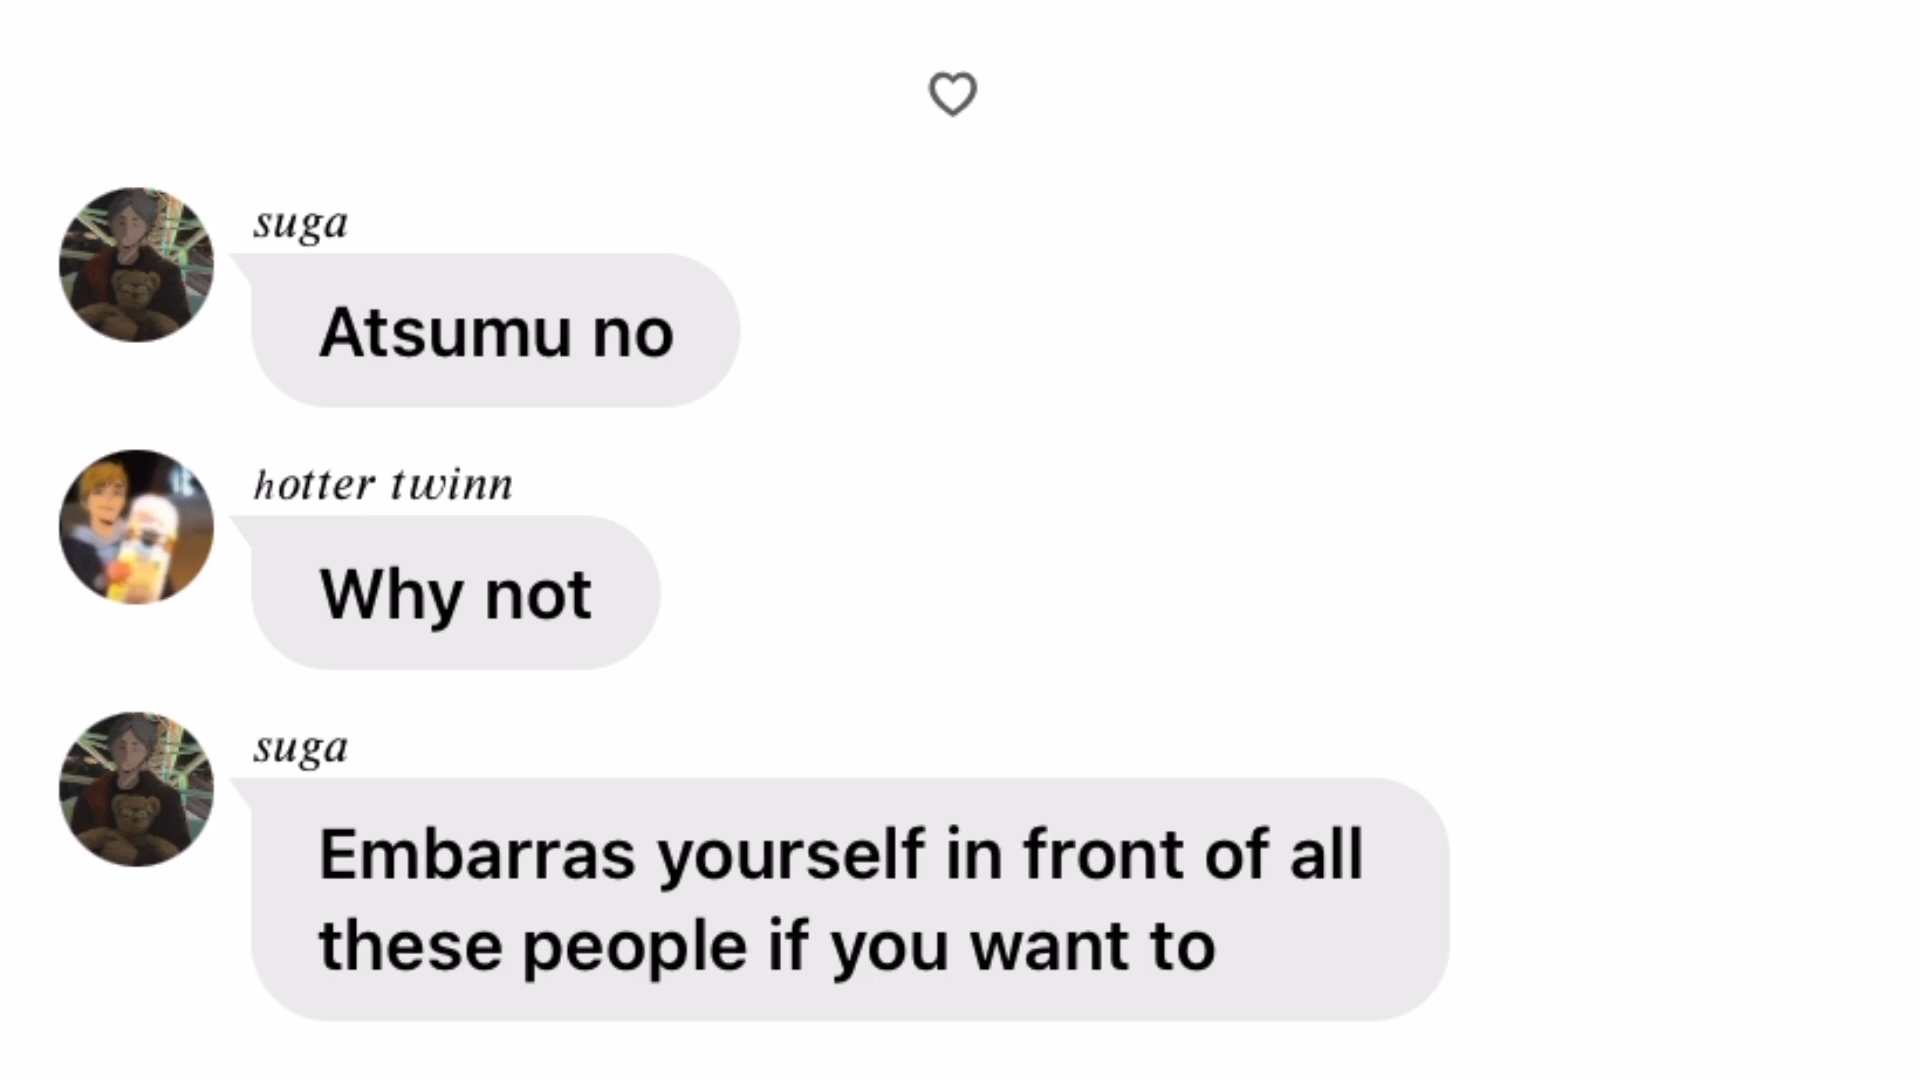 suga
Atsumu no
hotter twinn
Why not
suga
Embarras yourself in front of all
these people if you want to